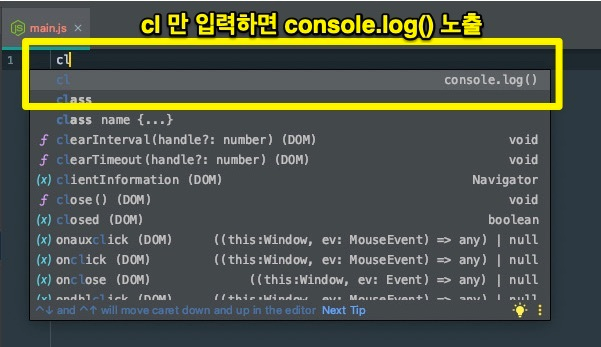 cl 만 입력하면 console.log() 노출
JS main.js ×
1 cl
cl console.log()
class
class name {...}
f clearInterval(handle?: number) (DOM) void
f clearTimeout(handle?: number) (DOM) void
(x) clientInformation (DOM) Navigator
f close() (DOM) void
(x) closed (DOM) boolean
(x) onauxclick (DOM) ((this:Window, ev: MouseEvent) => any) | null
(x) onclick (DOM) ((this:Window, ev: MouseEvent) => any) | null
(x) onclose (DOM) ((this:Window, ev: Event) => any) | null
(x) ondblclick (DOM) ((this:Window, ev: MouseEvent) => any) | null
^↓ and ^↑ will move caret down and up in the editor Next Tip